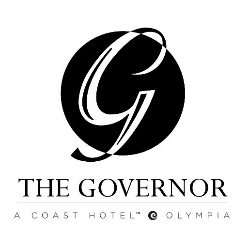 G
THE GOVERNOR
A COAST HOTEL™ C OLYMPIA